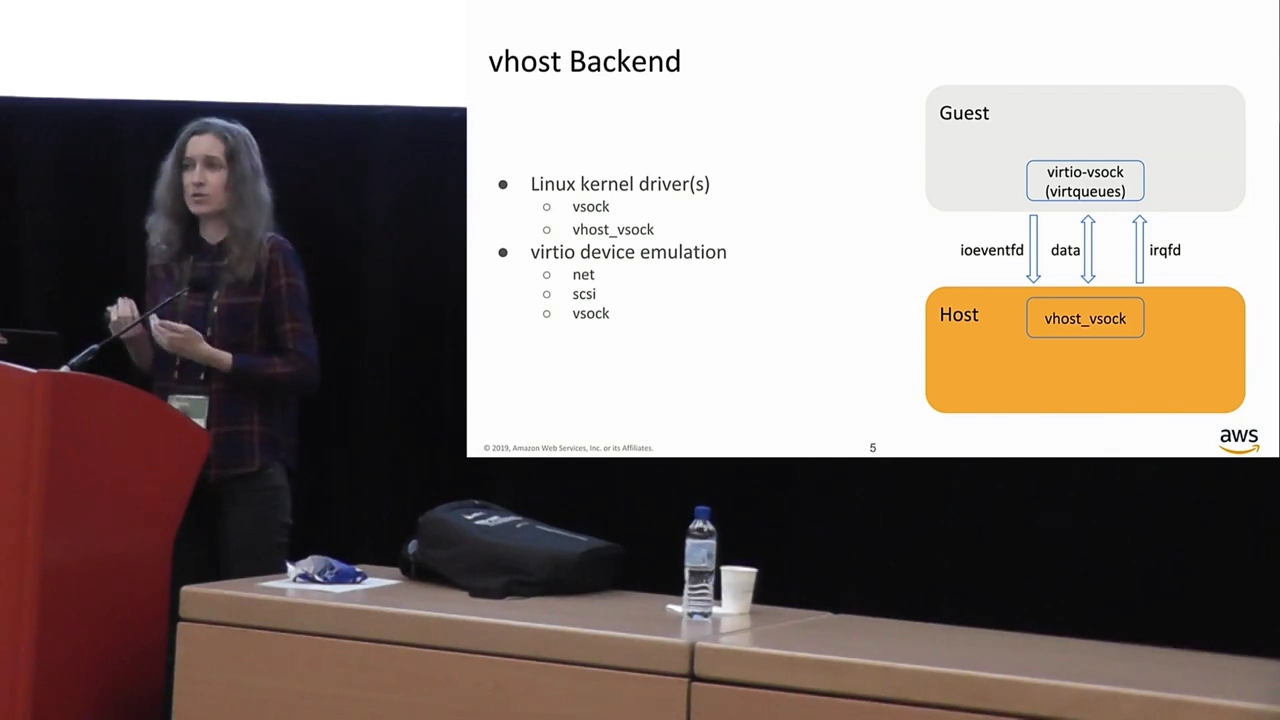 vhost Backend
● Linux kernel driver(s)
○ vsock
○ vhost_vsock
● virtio device emulation
○ net
○ scsi
○ vsock
Guest
virtio-vsock
(virtqueues)
ioeventfd
data
irqfd
Host
vhost_vsock
© 2019, Amazon Web Services, Inc. or its Affiliates.
5
aws